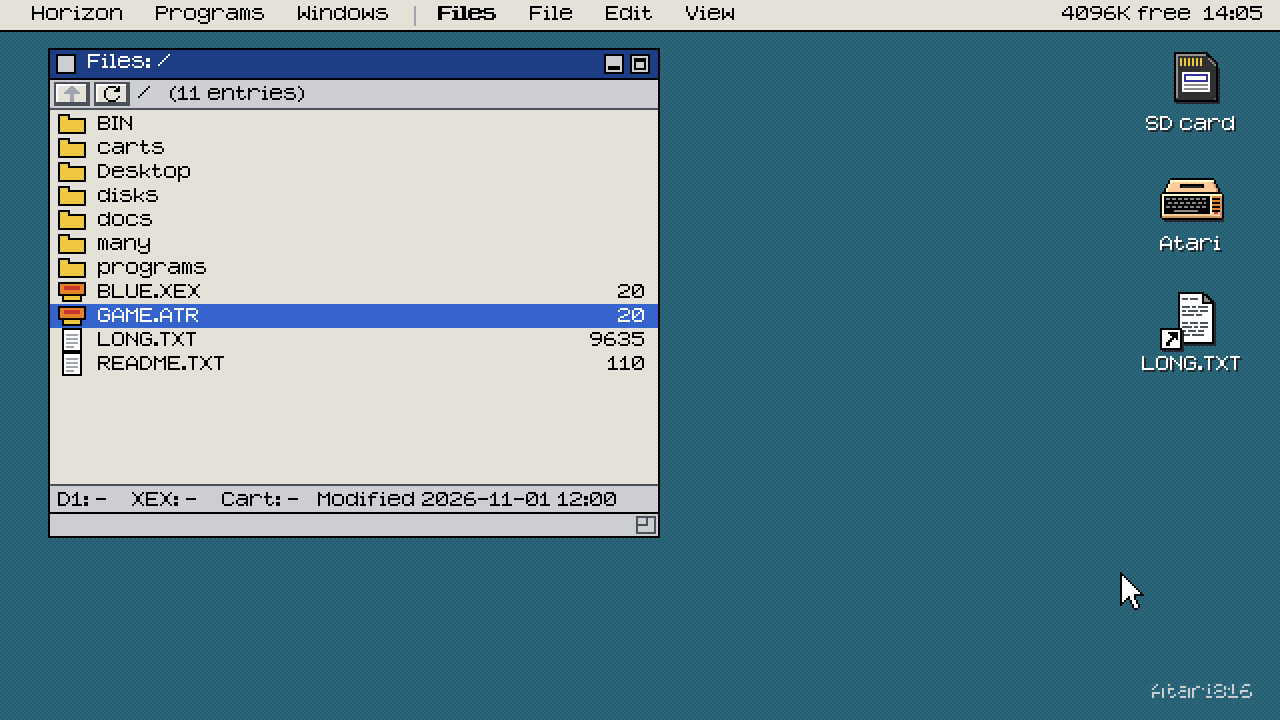 Horizon Programs Windows | Files File Edit View 4096K free 14:05
Files: /
/ (11 entries)
BIN
carts
Desktop
disks
docs
many
programs
BLUE.XEX 20
GAME.ATR 20
LONG.TXT 9635
README.TXT 110
D1: - XEX: - Cart: - Modified 2026-11-01 12:00
SD card
Atari
LONG.TXT
Atari816